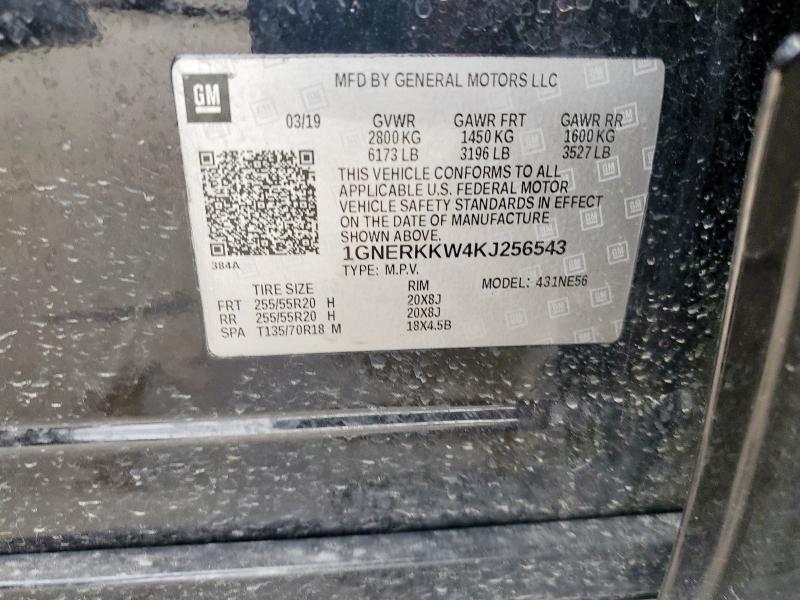 GM
MFD BY GENERAL MOTORS LLC
03/19 GVWR GAWR FRT GAWR RR
2800 KG 1450 KG 1600 KG
6173 LB 3196 LB 3527 LB
THIS VEHICLE CONFORMS TO ALL
APPLICABLE U.S. FEDERAL MOTOR
VEHICLE SAFETY STANDARDS IN EFFECT
ON THE DATE OF MANUFACTURE
SHOWN ABOVE.
384A
1GNERKKW4KJ256543
TYPE: M.P.V. MODEL: 431NE56
TIRE SIZE RIM
FRT 255/55R20 H 20X8J
RR 255/55R20 H 20X8J
SPA T135/70R18 M 18X4.5B